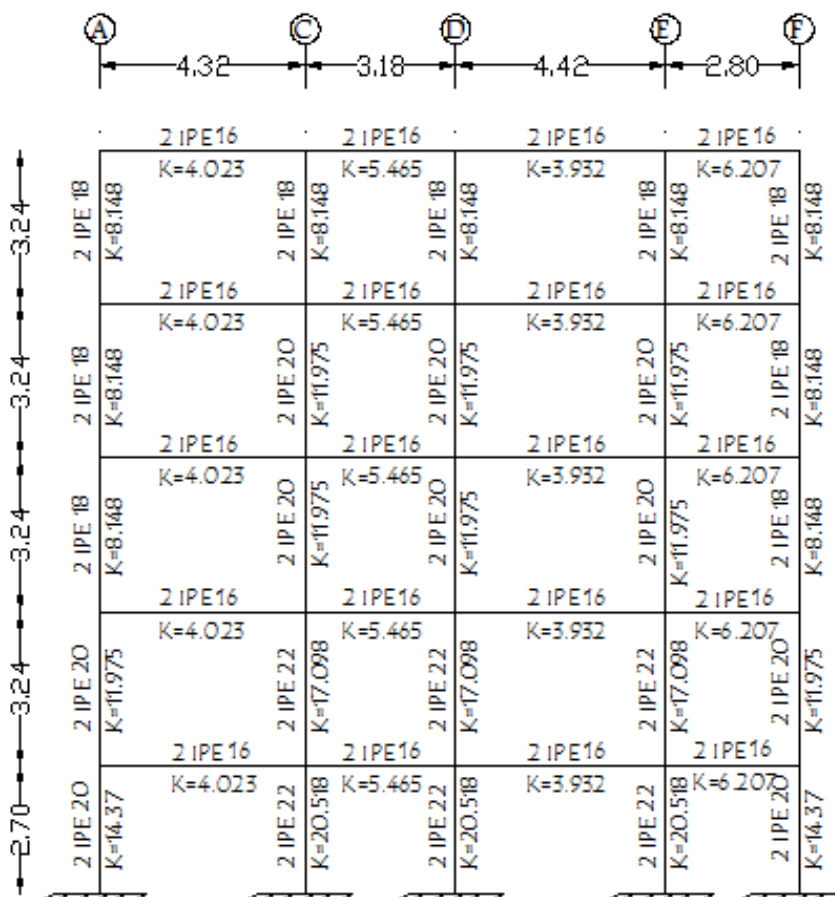 A C D E F
4.32 3.18 4.42 2.80
2 IPE16 2 IPE16 2 IPE16 2 IPE16
K=4.023 K=5.465 K=3.932 K=6.207
3.24 2 IPE 18 K=8.148 2 IPE 18 K=8.148 2 IPE 18 K=8.148 2 IPE 18 K=8.148 2 IPE 18 K=8.148
2 IPE16 2 IPE16 2 IPE16 2 IPE16
K=4.023 K=5.465 K=3.932 K=6.207
3.24 2 IPE 18 K=8.148 2 IPE 20 K=11.975 2 IPE 20 K=11.975 2 IPE 20 K=11.975 2 IPE 18 K=8.148
2 IPE16 2 IPE16 2 IPE16 2 IPE16
K=4.023 K=5.465 K=3.932 K=6.207
3.24 2 IPE 18 K=8.148 2 IPE 20 K=11.975 2 IPE 20 K=11.975 2 IPE 20 K=11.975 2 IPE 18 K=8.148
2 IPE16 2 IPE16 2 IPE16 2 IPE16
K=4.023 K=5.465 K=3.932 K=6.207
3.24 2 IPE 20 K=11.975 2 IPE 22 K=17.098 2 IPE 22 K=17.098 2 IPE 22 K=17.098 2 IPE 20 K=11.975
2 IPE16 2 IPE16 2 IPE16 2 IPE16
K=4.023 K=5.465 K=3.932 K=6.207
2.70 2 IPE 20 K=14.37 2 IPE 22 K=20.518 2 IPE 22 K=20.518 2 IPE 22 K=20.518 2 IPE 20 K=14.37